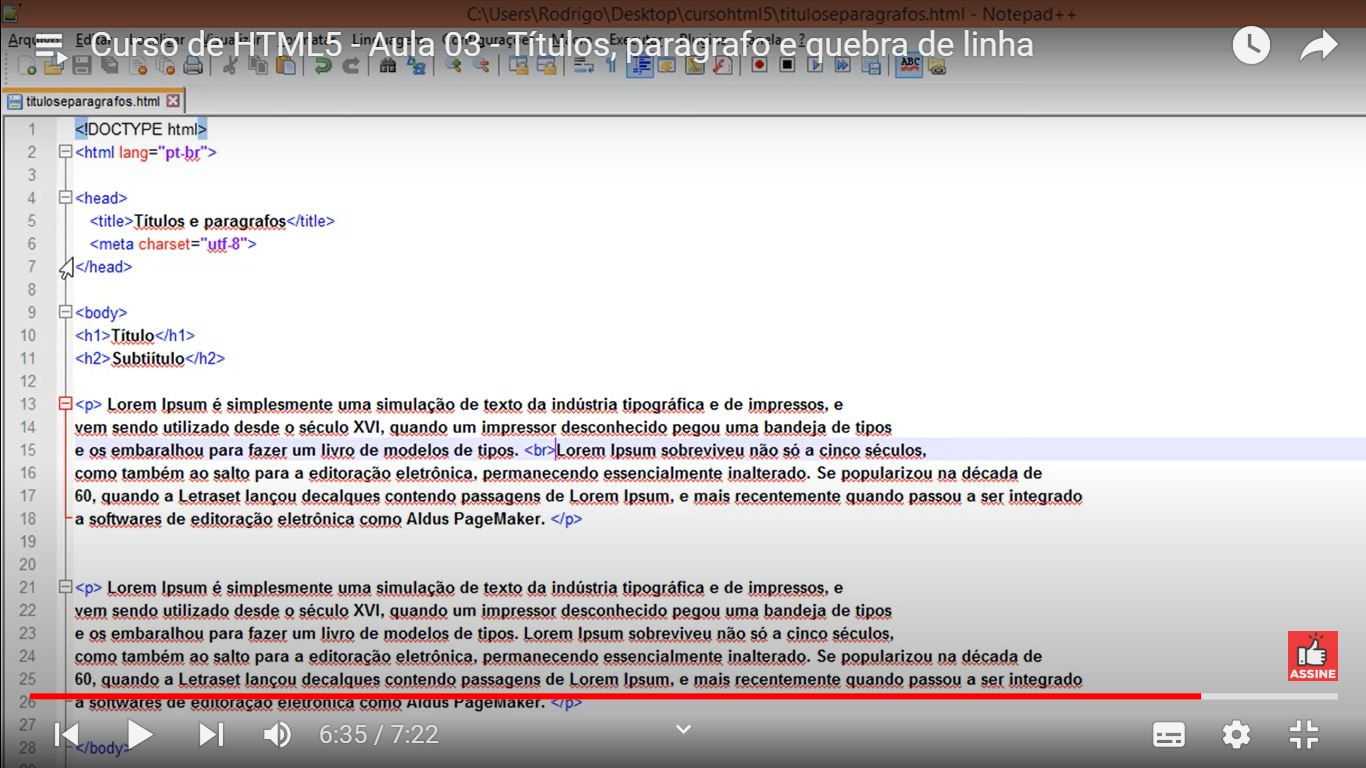 C:\Users\Rodrigo\Desktop\cursohtml5\tituloseparagrafos.html - Notepad++
Curso de HTML5 - Aula 03 - Títulos, parágrafo e quebra de linha
ABC
tituloseparagrafos.html
1 <!DOCTYPE html>
2 <html lang="pt-br">
3
4 <head>
5 <title>Títulos e paragrafos</title>
6 <meta charset="utf-8">
7 </head>
8
9 <body>
10 <h1>Título</h1>
11 <h2>Subtiítulo</h2>
12
13 <p> Lorem Ipsum é simplesmente uma simulação de texto da indústria tipográfica e de impressos, e
14 vem sendo utilizado desde o século XVI, quando um impressor desconhecido pegou uma bandeja de tipos
15 e os embaralhou para fazer um livro de modelos de tipos. <br>Lorem Ipsum sobreviveu não só a cinco séculos,
16 como também ao salto para a editoração eletrônica, permanecendo essencialmente inalterado. Se popularizou na década de
17 60, quando a Letraset lançou decalques contendo passagens de Lorem Ipsum, e mais recentemente quando passou a ser integrado
18 a softwares de editoração eletrônica como Aldus PageMaker. </p>
19
20
21 <p> Lorem Ipsum é simplesmente uma simulação de texto da indústria tipográfica e de impressos, e
22 vem sendo utilizado desde o século XVI, quando um impressor desconhecido pegou uma bandeja de tipos
23 e os embaralhou para fazer um livro de modelos de tipos. Lorem Ipsum sobreviveu não só a cinco séculos,
24 como também ao salto para a editoração eletrônica, permanecendo essencialmente inalterado. Se popularizou na década de
25 60, quando a Letraset lançou decalques contendo passagens de Lorem Ipsum, e mais recentemente quando passou a ser integrado
26 a softwares de editoração eletrônica como Aldus PageMaker. </p>
27
28 </body>
ASSINE
6:35 / 7:22